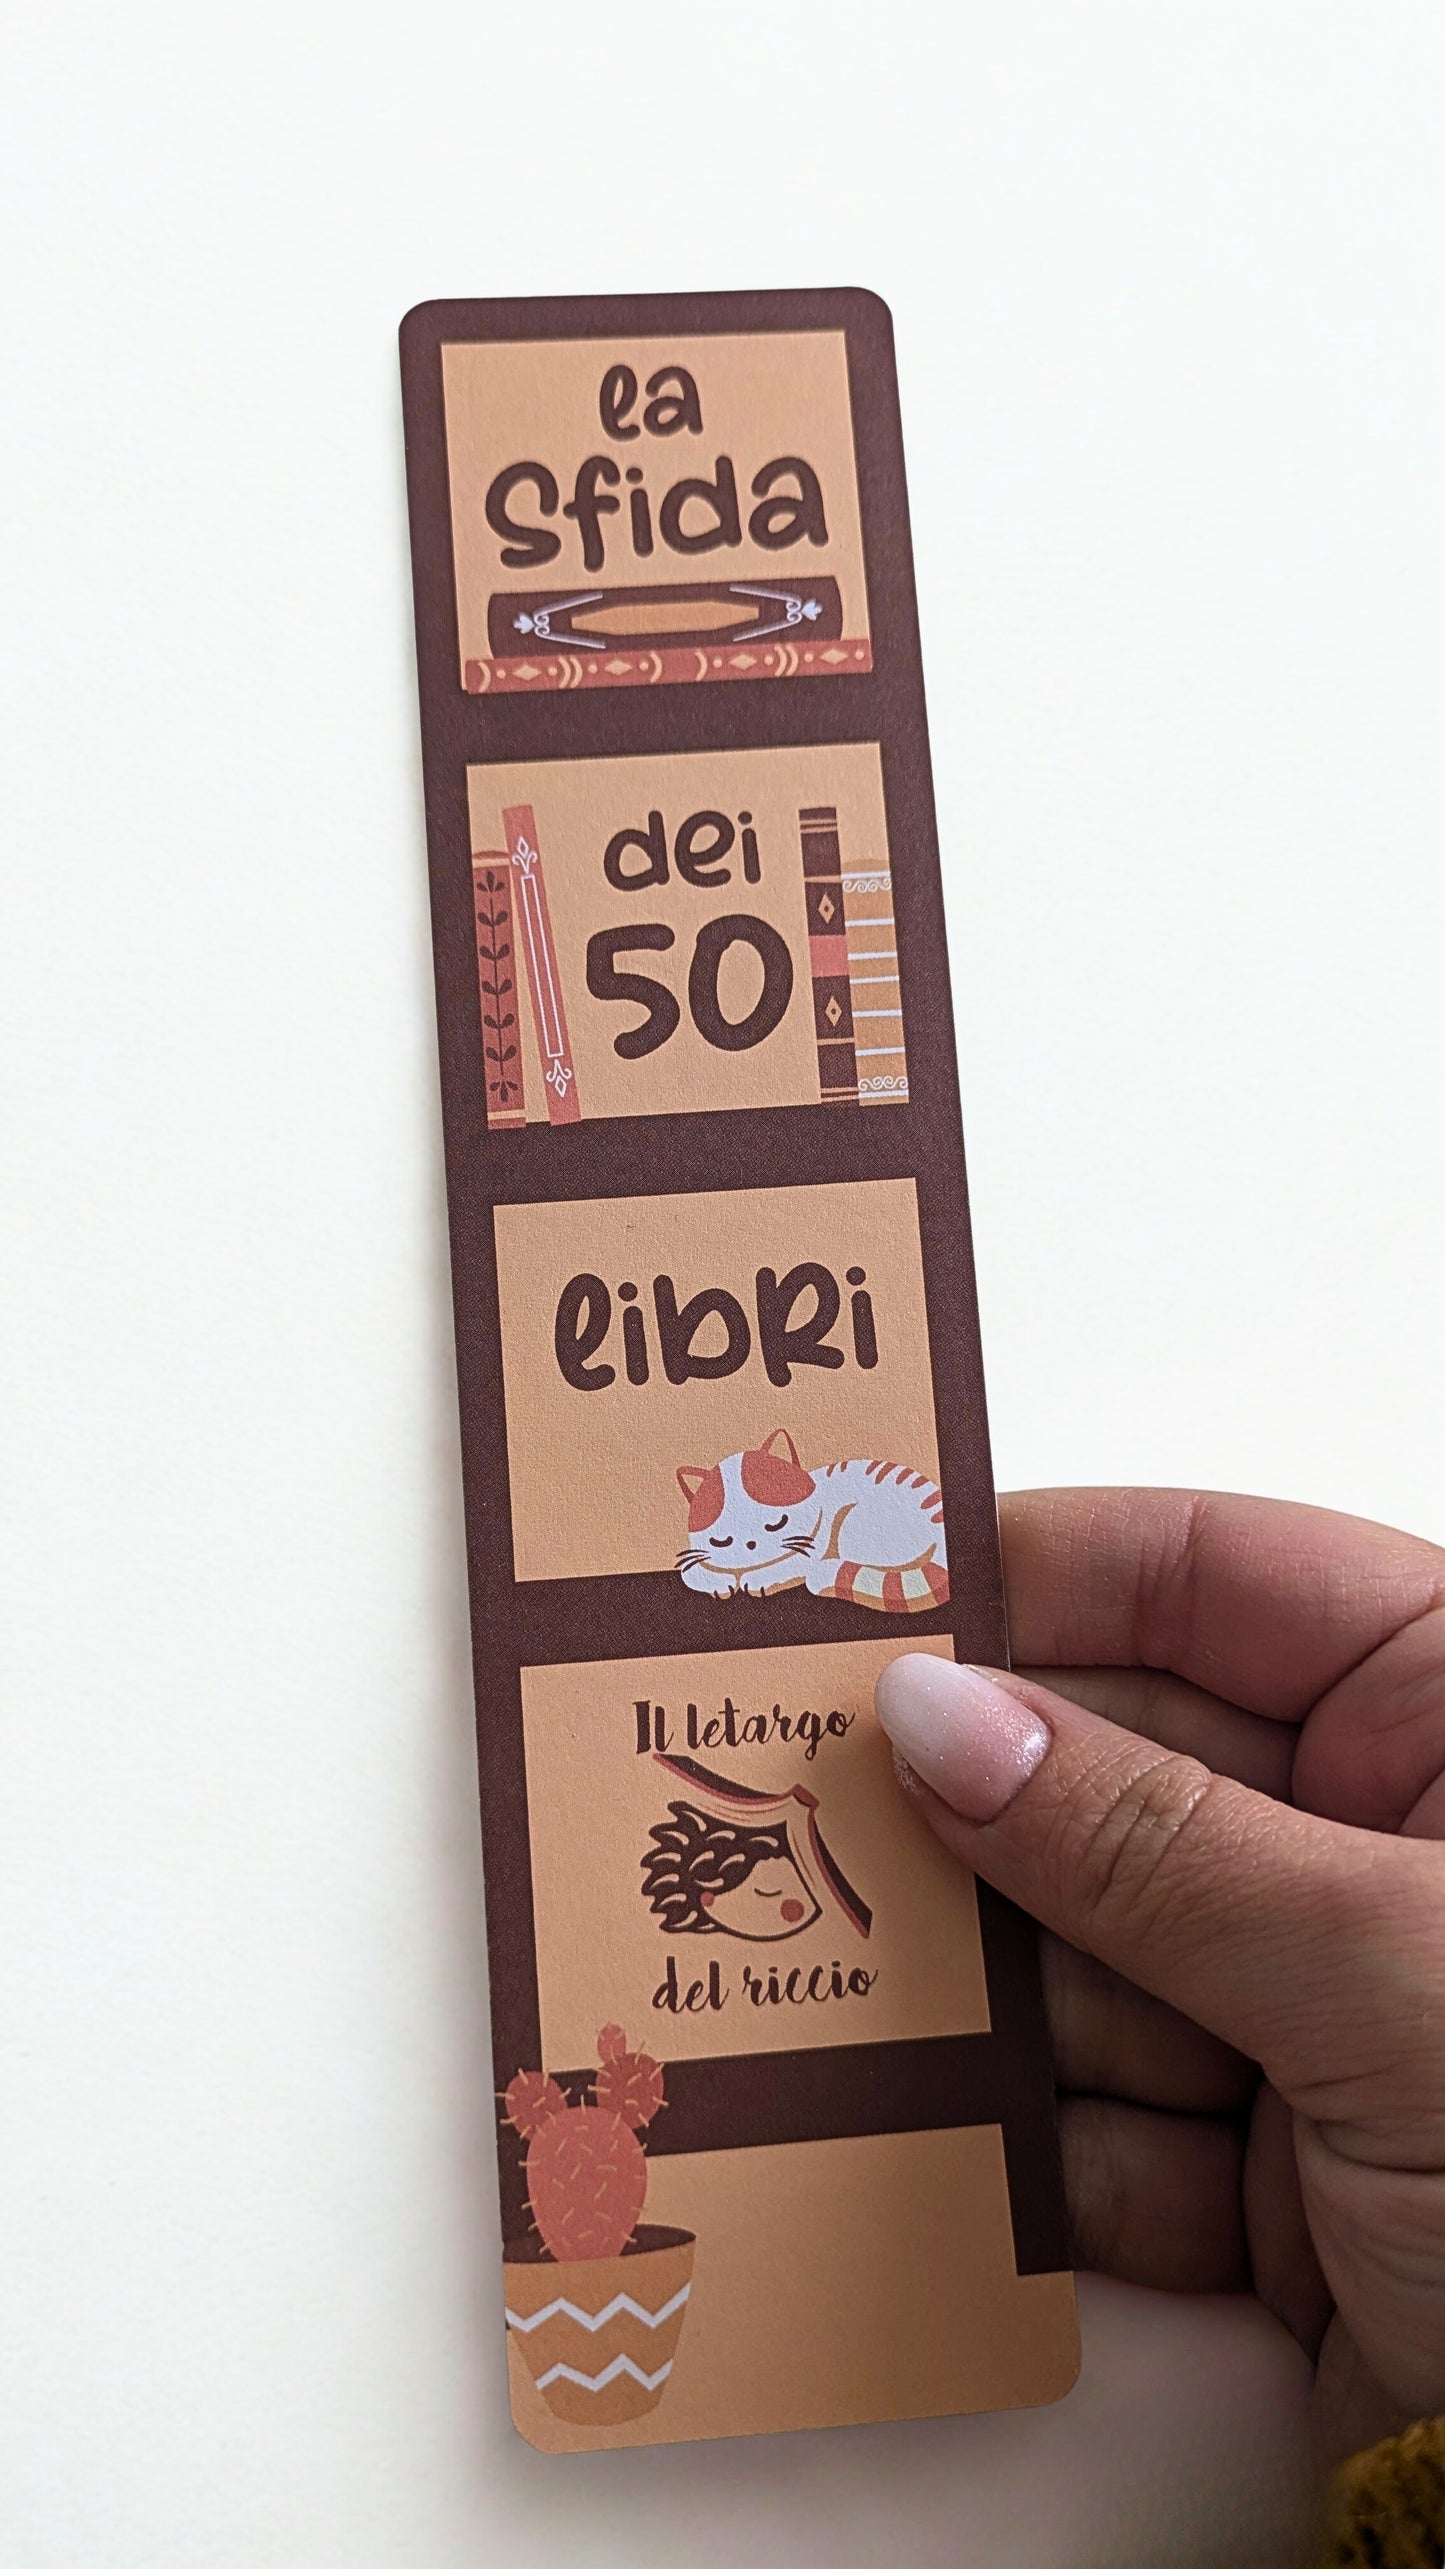 la
Sfida
dei
50
libRi
Il letargo
del riccio